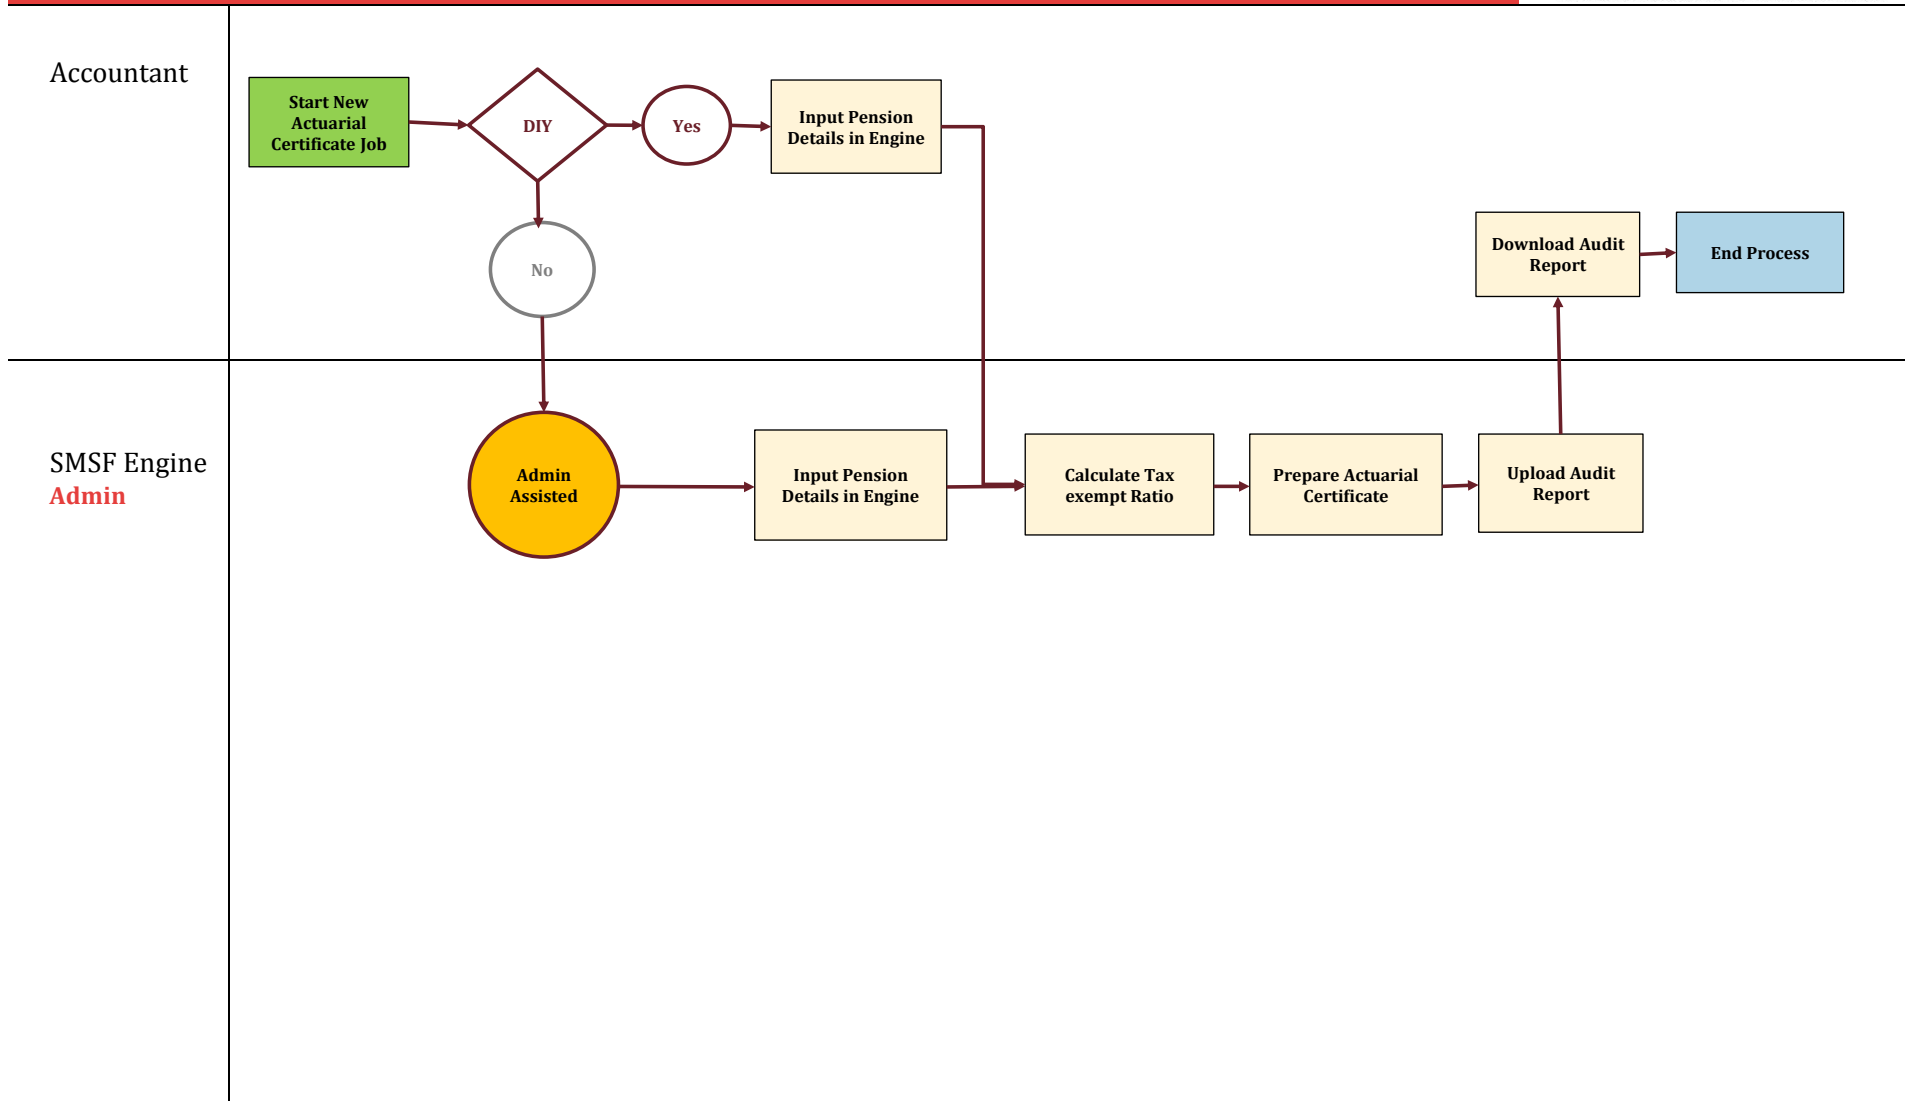 Accountant
Start New
Actuarial
Certificate Job
DIY
Yes
Input Pension
Details in Engine
No
Download Audit
Report
End Process
SMSF Engine
Admin
Admin
Assisted
Input Pension
Details in Engine
Calculate Tax
exempt Ratio
Prepare Actuarial
Certificate
Upload Audit
Report